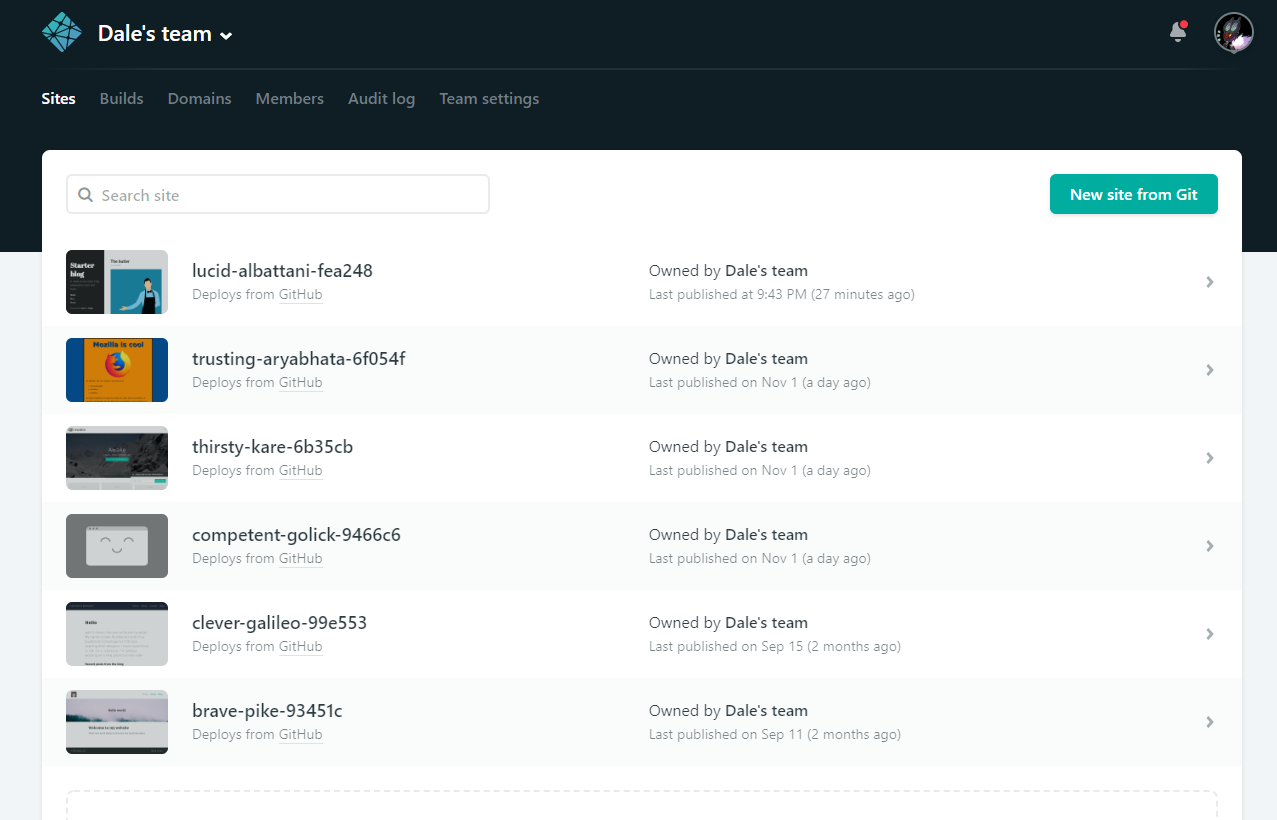 Dale's team
Sites Builds Domains Members Audit log Team settings
Search site
New site from Git
Starter
blog
The butler
lucid-albattani-fea248
Deploys from GitHub
Owned by Dale's team
Last published at 9:43 PM (27 minutes ago)
Mozilla is cool
trusting-aryabhata-6f054f
Deploys from GitHub
Owned by Dale's team
Last published on Nov 1 (a day ago)
thirsty-kare-6b35cb
Deploys from GitHub
Owned by Dale's team
Last published on Nov 1 (a day ago)
competent-golick-9466c6
Deploys from GitHub
Owned by Dale's team
Last published on Nov 1 (a day ago)
Hello
clever-galileo-99e553
Deploys from GitHub
Owned by Dale's team
Last published on Sep 15 (2 months ago)
Welcome to my website
brave-pike-93451c
Deploys from GitHub
Owned by Dale's team
Last published on Sep 11 (2 months ago)